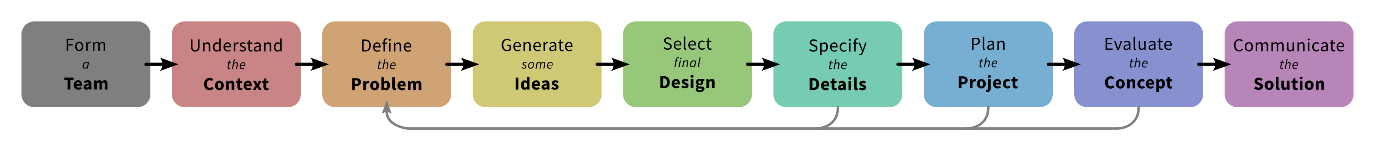 Form
a
Team
Understand
the
Context
Define
the
Problem
Generate
some
Ideas
Select
final
Design
Specify
the
Details
Plan
the
Project
Evaluate
the
Concept
Communicate
the
Solution